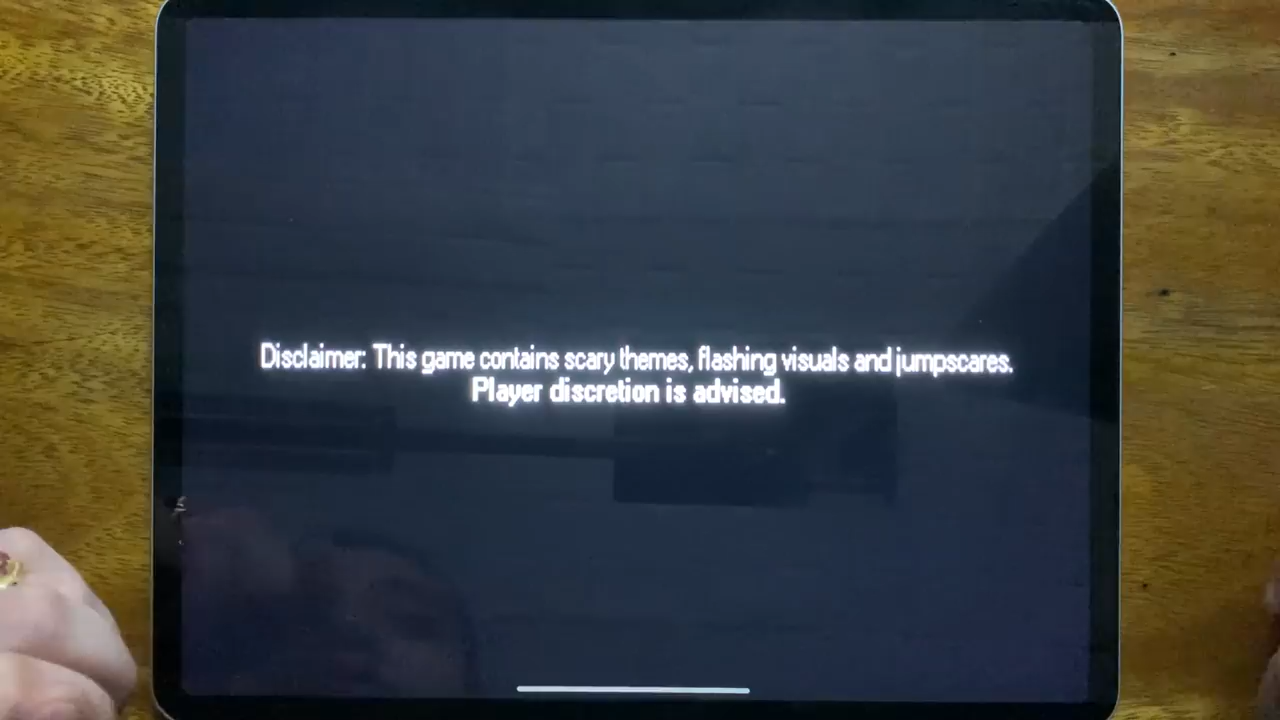 Disclaimer: This game contains scary themes, flashing visuals and jumpscares.
Player discretion is advised.